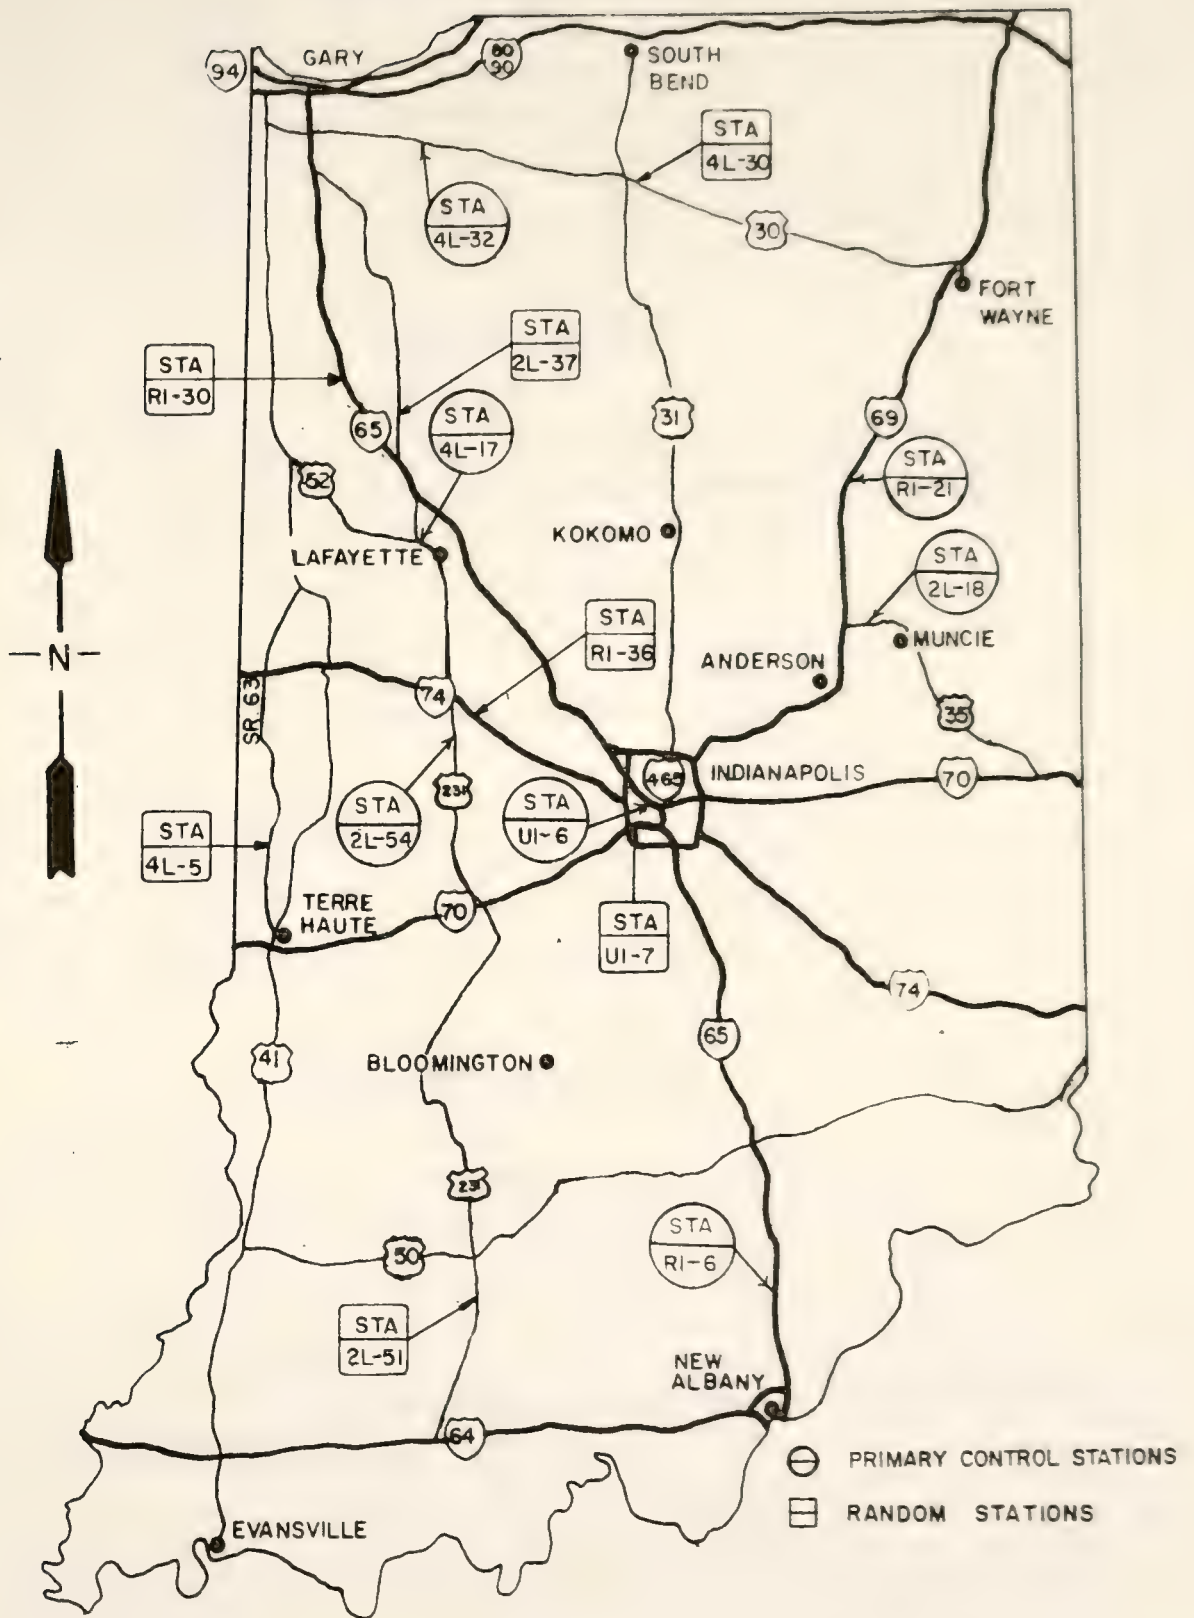 GARY
94
80
90
SOUTH
BEND
STA
4L-30
STA
4L-32
30
FORT
WAYNE
STA
2L-37
STA
RI-30
65
STA
4L-17
31
69
STA
RI-21
52
KOKOMO
LAFAYETTE
STA
2L-18
MUNCIE
STA
RI-36
ANDERSON
N
74
SR. 63
35
465
INDIANAPOLIS
70
231
STA
UI-6
STA
2L-54
STA
4L-5
TERRE
HAUTE
70
STA
UI-7
74
65
41
BLOOMINGTON
231
STA
RI-6
50
STA
2L-51
NEW
ALBANY
64
PRIMARY CONTROL STATIONS
RANDOM STATIONS
EVANSVILLE